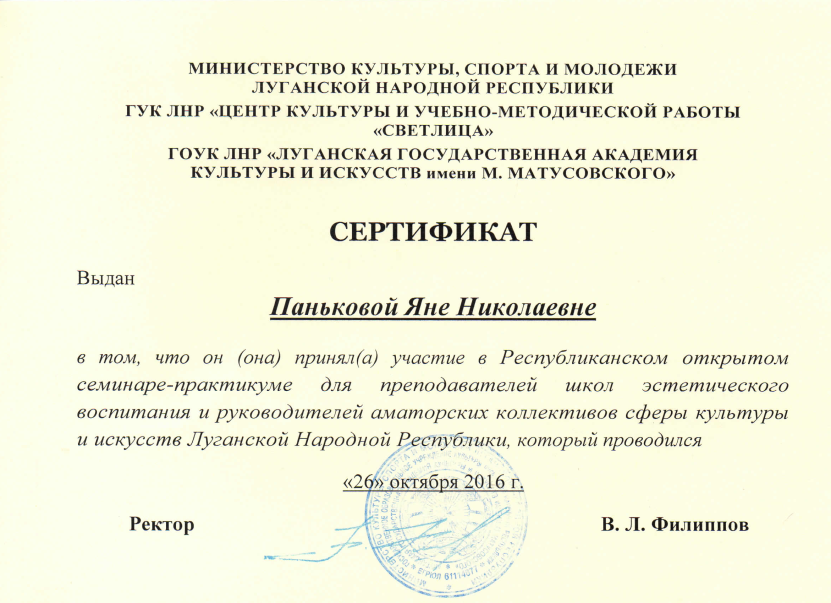 МИНИСТЕРСТВО КУЛЬТУРЫ, СПОРТА И МОЛОДЕЖИ
ЛУГАНСКОЙ НАРОДНОЙ РЕСПУБЛИКИ
ГУК ЛНР «ЦЕНТР КУЛЬТУРЫ И УЧЕБНО-МЕТОДИЧЕСКОЙ РАБОТЫ
«СВЕТЛИЦА»
ГОУК ЛНР «ЛУГАНСКАЯ ГОСУДАРСТВЕННАЯ АКАДЕМИЯ
КУЛЬТУРЫ И ИСКУССТВ имени М. МАТУСОВСКОГО»
СЕРТИФИКАТ
Выдан
Паньковой Яне Николаевне
в том, что он (она) принял(а) участие в Республиканском открытом
семинаре-практикуме для преподавателей школ эстетического
воспитания и руководителей аматорских коллективов сферы культуры
и искусств Луганской Народной Республики, который проводился
«26» октября 2016 г.
Ректор В. Л. Филиппов